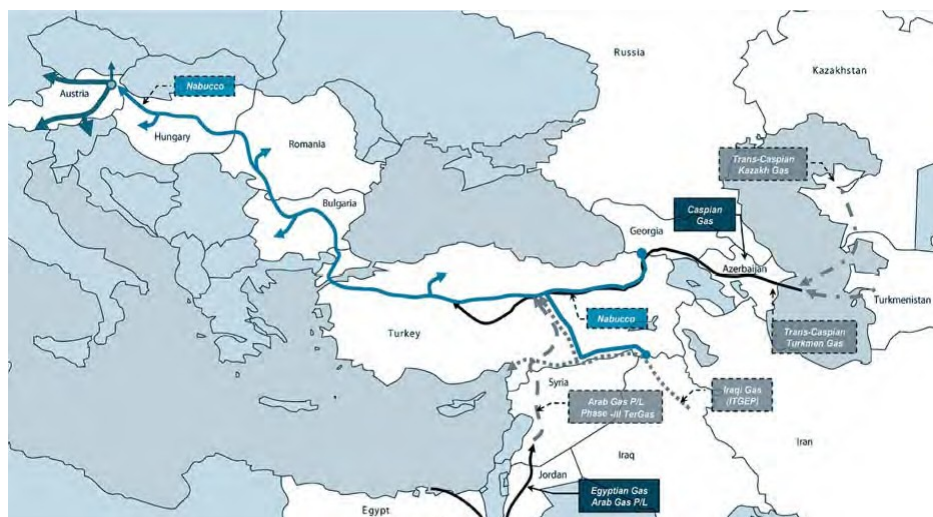 Russia
Kazakhstan
Austria
Nabucco
Hungary
Romania
Trans-Caspian
Kazakh Gas
Bulgaria
Caspian
Gas
Georgia
Azerbaijan
Turkmenistan
Nabucco
Turkey
Trans-Caspian
Turkmen Gas
Syria
Arab Gas P/L
Phase -III TerGas
Iraqi Gas
(ITGEP)
Iran
Iraq
Jordan
Egyptian Gas
Arab Gas P/L
Egypt